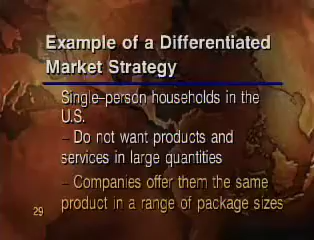 Example of a Differentiated
Market Strategy
Single-person households in the
U.S.
– Do not want products and
services in large quantities
– Companies offer them the same
product in a range of package sizes
29